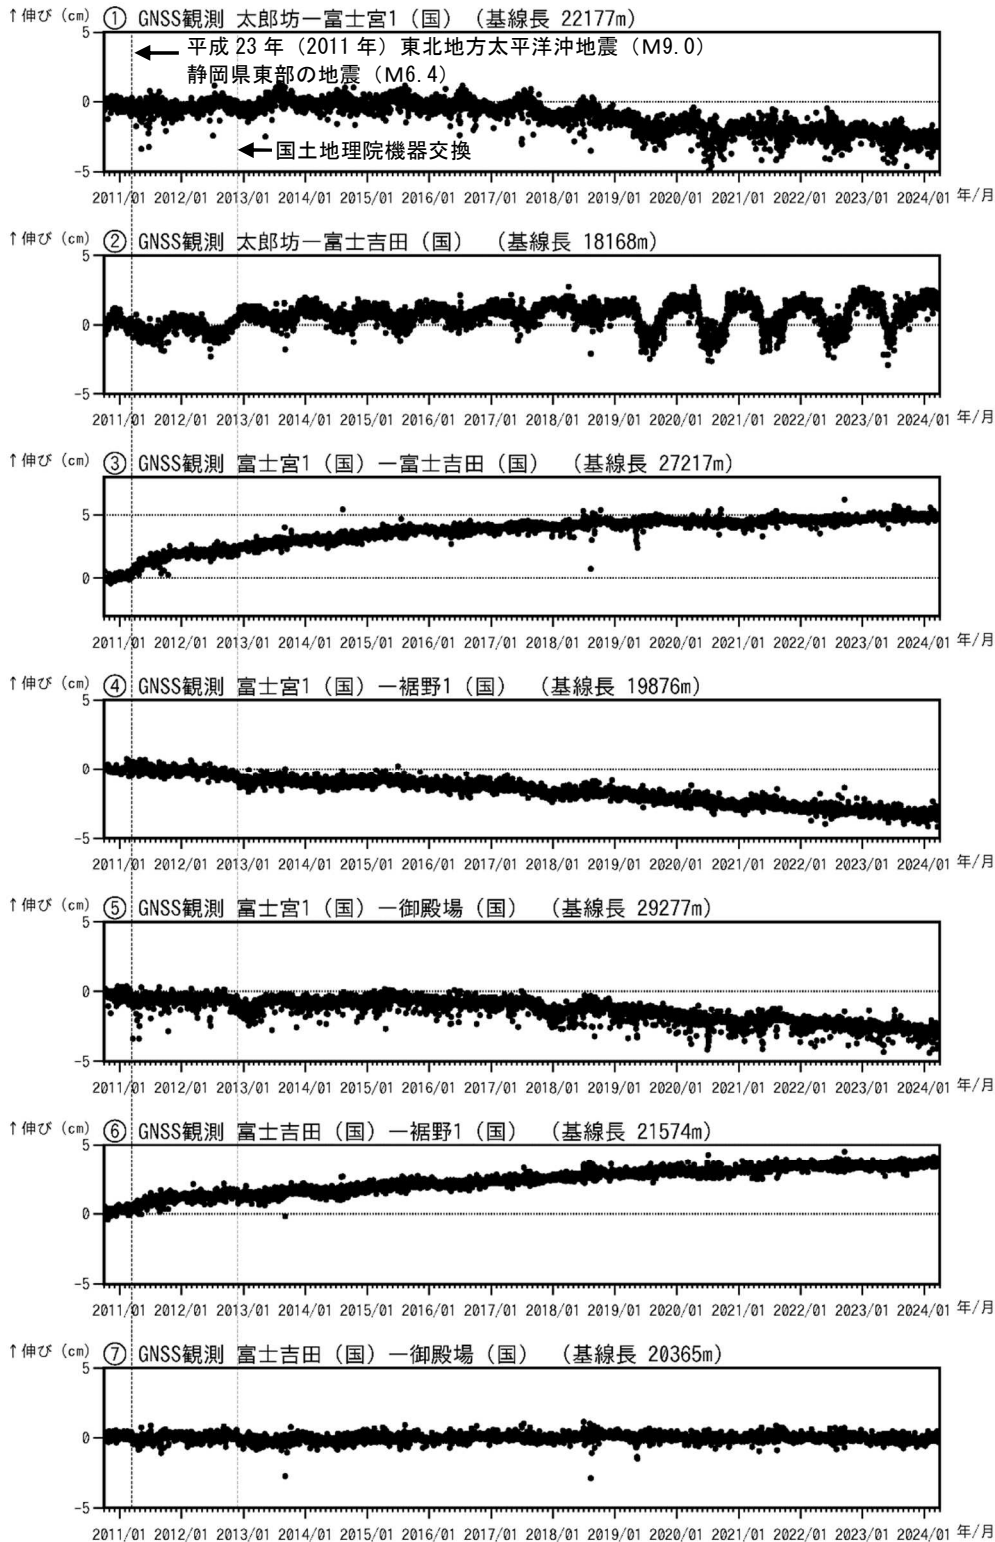 ↑伸び (cm) ① GNSS観測 太郎坊―富士宮1（国）（基線長 22177m）
5
平成 23 年（2011 年）東北地方太平洋沖地震（M9.0）
静岡県東部の地震（M6.4）
0
国土地理院機器交換
-5
2011/01 2012/01 2013/01 2014/01 2015/01 2016/01 2017/01 2018/01 2019/01 2020/01 2021/01 2022/01 2023/01 2024/01 年/月
↑伸び (cm) ② GNSS観測 太郎坊―富士吉田（国） （基線長 18168m）
5
0
-5
2011/01 2012/01 2013/01 2014/01 2015/01 2016/01 2017/01 2018/01 2019/01 2020/01 2021/01 2022/01 2023/01 2024/01 年/月
↑伸び (cm) ③ GNSS観測 富士宮1（国）―富士吉田（国） （基線長 27217m）
5
0
2011/01 2012/01 2013/01 2014/01 2015/01 2016/01 2017/01 2018/01 2019/01 2020/01 2021/01 2022/01 2023/01 2024/01 年/月
↑伸び (cm) ④ GNSS観測 富士宮1（国）―裾野1（国） （基線長 19876m）
5
0
-5
2011/01 2012/01 2013/01 2014/01 2015/01 2016/01 2017/01 2018/01 2019/01 2020/01 2021/01 2022/01 2023/01 2024/01 年/月
↑伸び (cm) ⑤ GNSS観測 富士宮1（国）―御殿場（国） （基線長 29277m）
5
0
-5
2011/01 2012/01 2013/01 2014/01 2015/01 2016/01 2017/01 2018/01 2019/01 2020/01 2021/01 2022/01 2023/01 2024/01 年/月
↑伸び (cm) ⑥ GNSS観測 富士吉田（国）―裾野1（国） （基線長 21574m）
5
0
-5
2011/01 2012/01 2013/01 2014/01 2015/01 2016/01 2017/01 2018/01 2019/01 2020/01 2021/01 2022/01 2023/01 2024/01 年/月
↑伸び (cm) ⑦ GNSS観測 富士吉田（国）―御殿場（国） （基線長 20365m）
5
0
-5
2011/01 2012/01 2013/01 2014/01 2015/01 2016/01 2017/01 2018/01 2019/01 2020/01 2021/01 2022/01 2023/01 2024/01 年/月